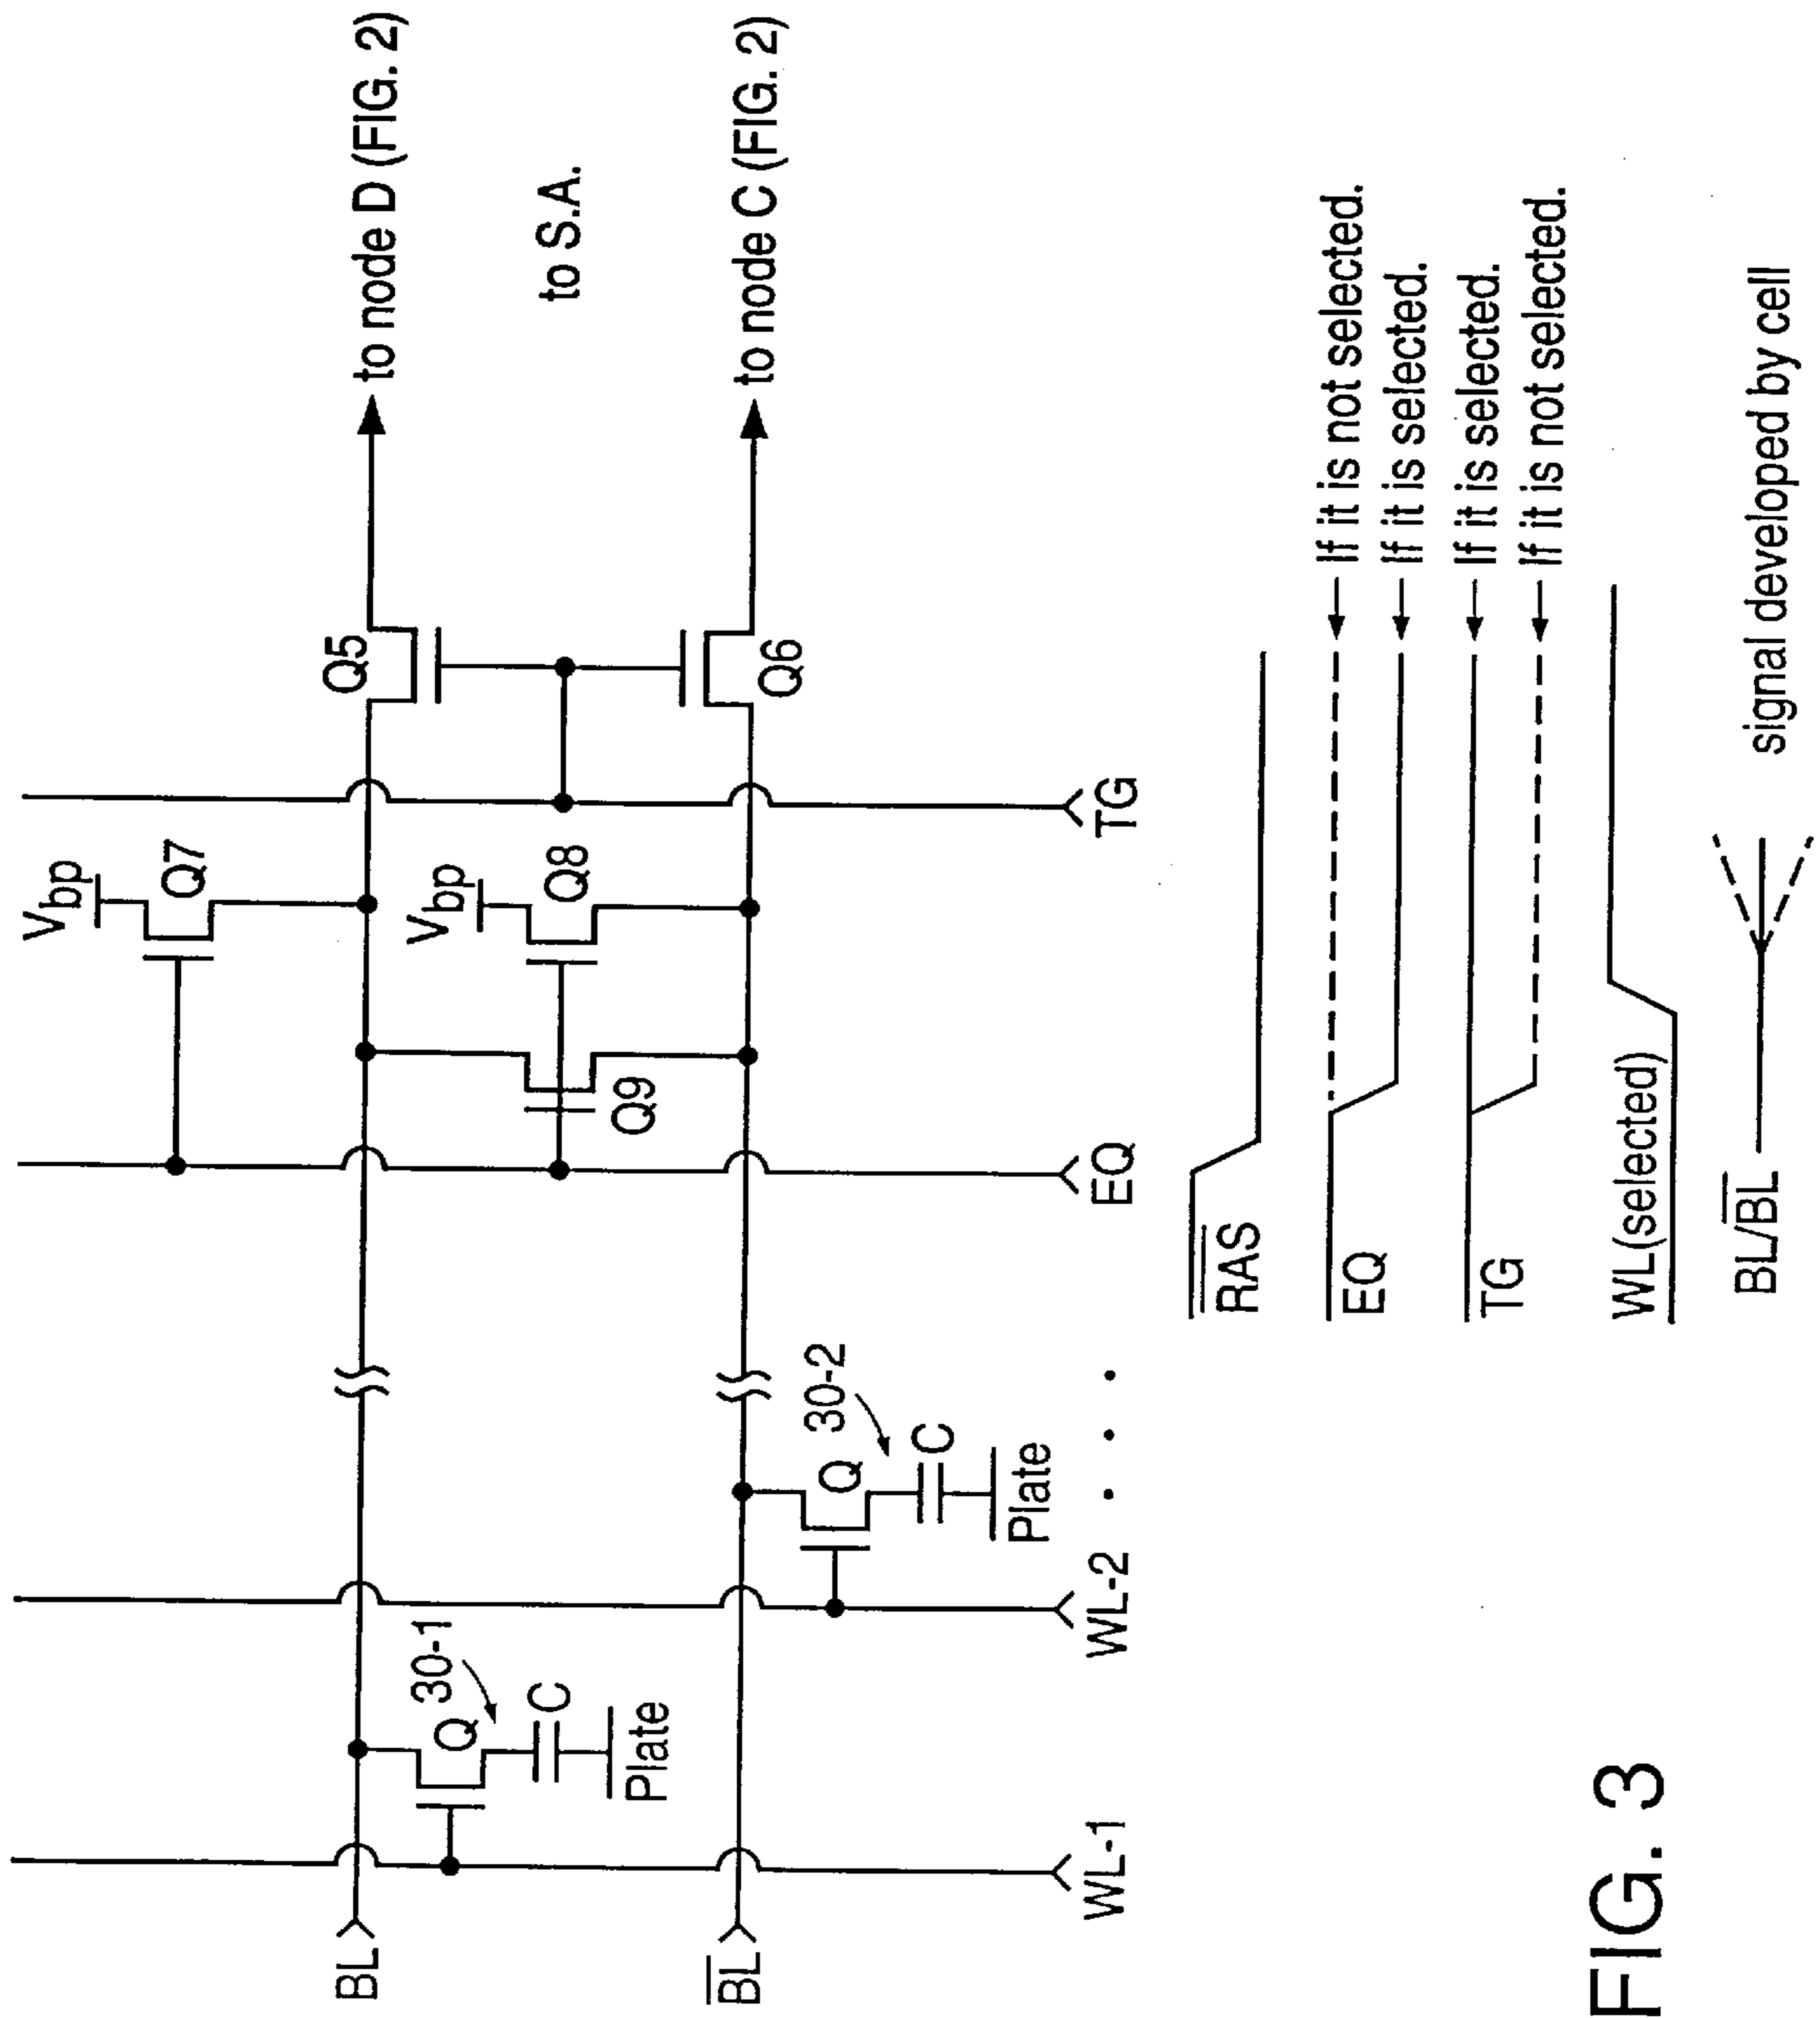 Vbp
Q7
Q5
BL
to node D (FIG. 2)
30-1
Q
C
Plate
Vbp
Q8
Q9
to S.A.
B̅L̅
Q6
to node C (FIG. 2)
30-2
Q
C
Plate
WL-1
WL-2
. . .
EQ
TG
R̅A̅S̅
EQ
If it is not selected.
If it is selected.
TG
If it is selected.
If it is not selected.
WL(selected)
BL/B̅L̅
signal developed by cell
FIG. 3